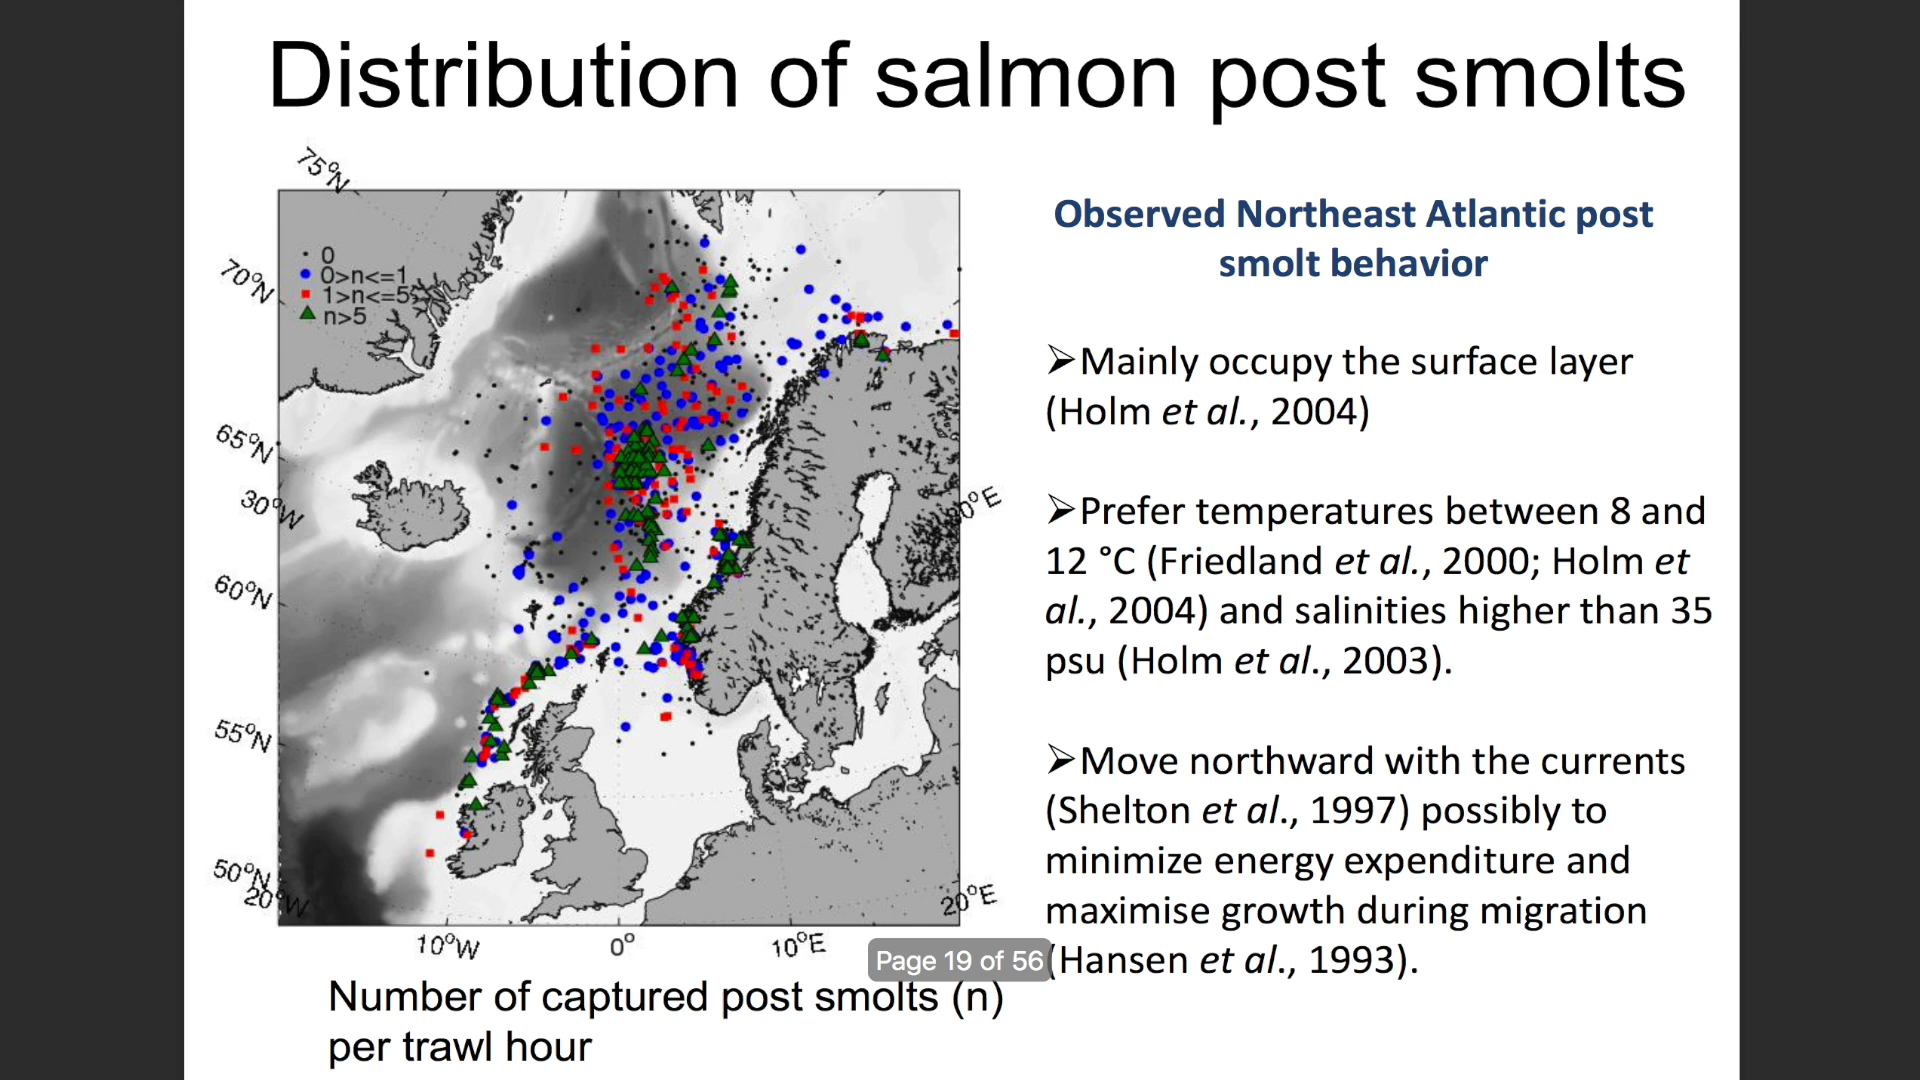 Distribution of salmon post smolts
75°N
70°N
65°N
30°W
60°N
55°N
50°N
20°W
10°W
0°
10°E
20°E
0°E
0
0>n<=1
1>n<=5
n>5
Number of captured post smolts (n)
per trawl hour
Page 19 of 56
Observed Northeast Atlantic post
smolt behavior
➢Mainly occupy the surface layer
(Holm et al., 2004)
➢Prefer temperatures between 8 and
12 °C (Friedland et al., 2000; Holm et
al., 2004) and salinities higher than 35
psu (Holm et al., 2003).
➢Move northward with the currents
(Shelton et al., 1997) possibly to
minimize energy expenditure and
maximise growth during migration
(Hansen et al., 1993).